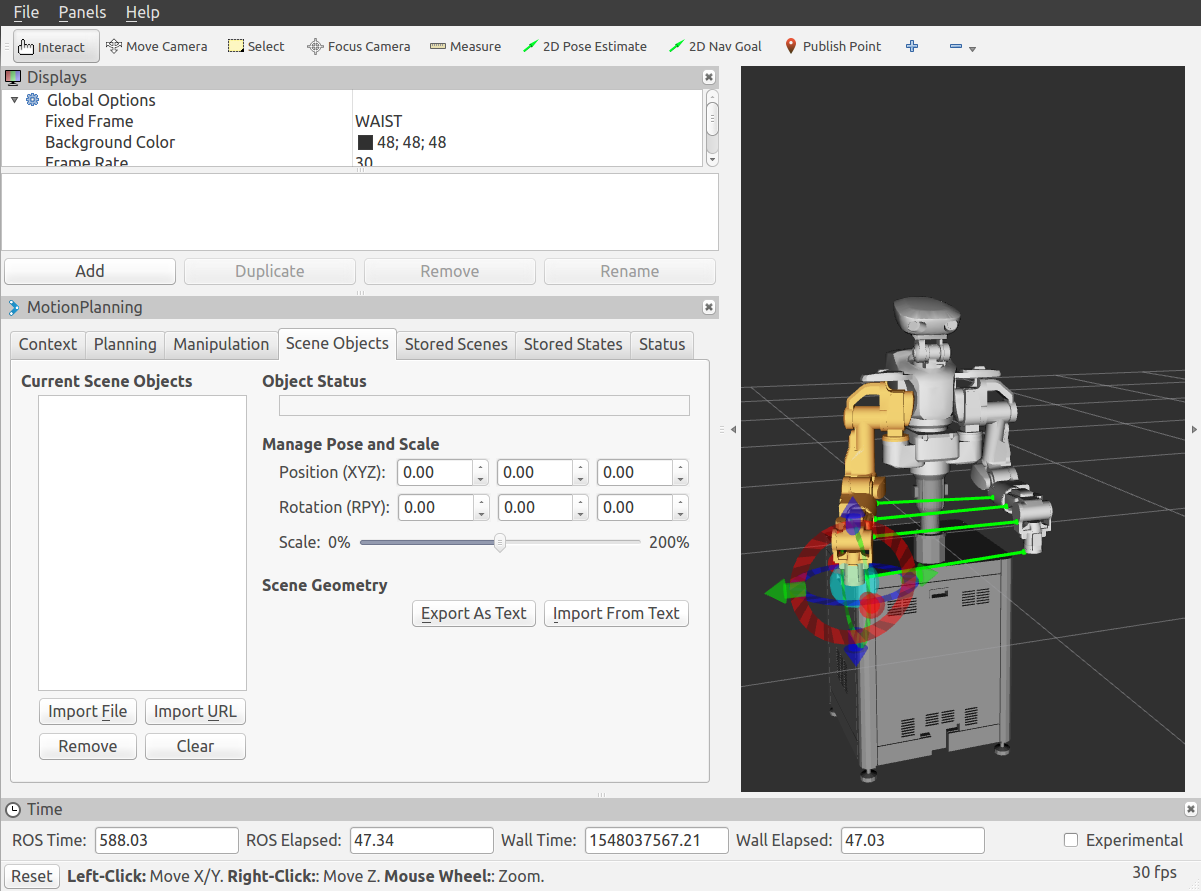 File Panels Help
Interact Move Camera Select Focus Camera Measure 2D Pose Estimate 2D Nav Goal Publish Point
Displays
Global Options
Fixed Frame WAIST
Background Color 48; 48; 48
Frame Rate 30
Add Duplicate Remove Rename
MotionPlanning
Context Planning Manipulation Scene Objects Stored Scenes Stored States Status
Current Scene Objects Object Status
Manage Pose and Scale
Position (XYZ): 0.00 0.00 0.00
Rotation (RPY): 0.00 0.00 0.00
Scale: 0% 200%
Scene Geometry
Export As Text Import From Text
Import File Import URL
Remove Clear
Time
ROS Time: 588.03 ROS Elapsed: 47.34 Wall Time: 1548037567.21 Wall Elapsed: 47.03 Experimental
Reset Left-Click: Move X/Y. Right-Click:: Move Z. Mouse Wheel:: Zoom. 30 fps